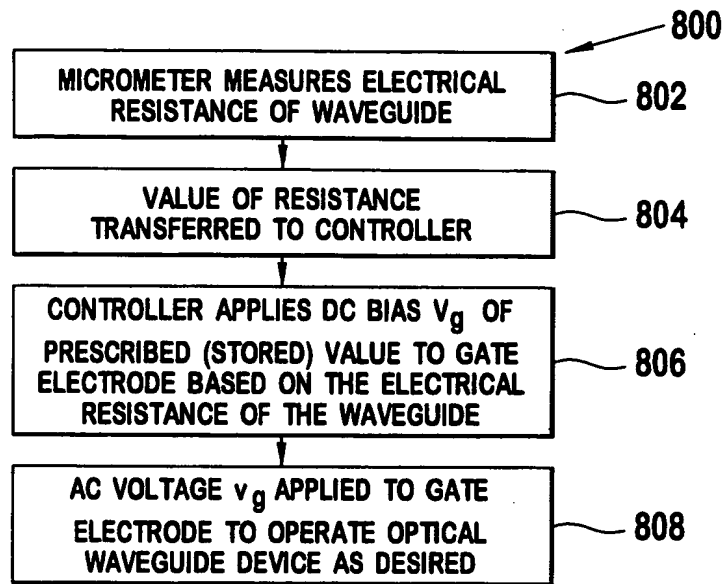 800
MICROMETER MEASURES ELECTRICAL
RESISTANCE OF WAVEGUIDE
802
VALUE OF RESISTANCE
TRANSFERRED TO CONTROLLER
804
CONTROLLER APPLIES DC BIAS Vg OF
PRESCRIBED (STORED) VALUE TO GATE
ELECTRODE BASED ON THE ELECTRICAL
RESISTANCE OF THE WAVEGUIDE
806
AC VOLTAGE vg APPLIED TO GATE
ELECTRODE TO OPERATE OPTICAL
WAVEGUIDE DEVICE AS DESIRED
808